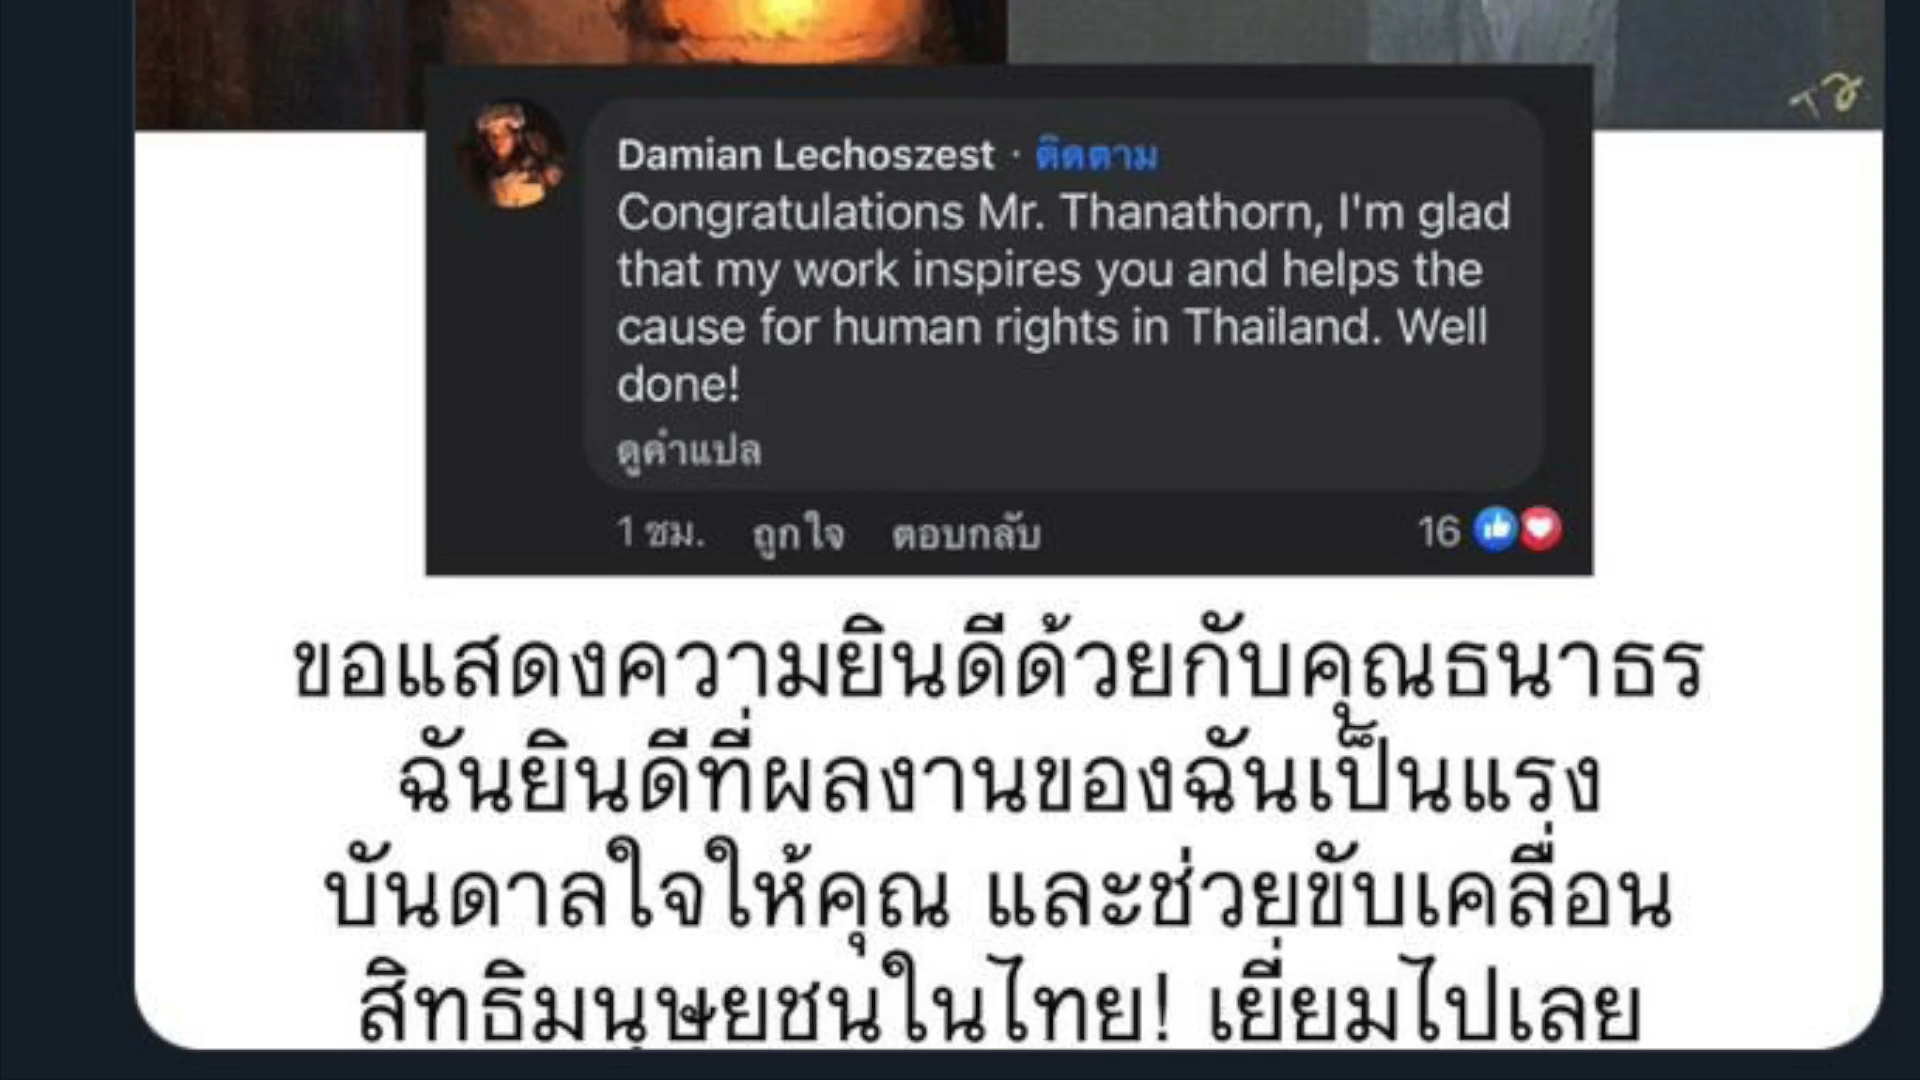 Damian Lechoszest · ติดตาม
Congratulations Mr. Thanathorn, I'm glad
that my work inspires you and helps the
cause for human rights in Thailand. Well
done!
ดูคำแปล
1 ชม. ถูกใจ ตอบกลับ 16
ขอแสดงความยินดีด้วยกับคุณธนาธร
ฉันยินดีที่ผลงานของฉันเป็นแรง
บันดาลใจให้คุณ และช่วยขับเคลื่อน
สิทธิมนุษยชนในไทย! เยี่ยมไปเลย